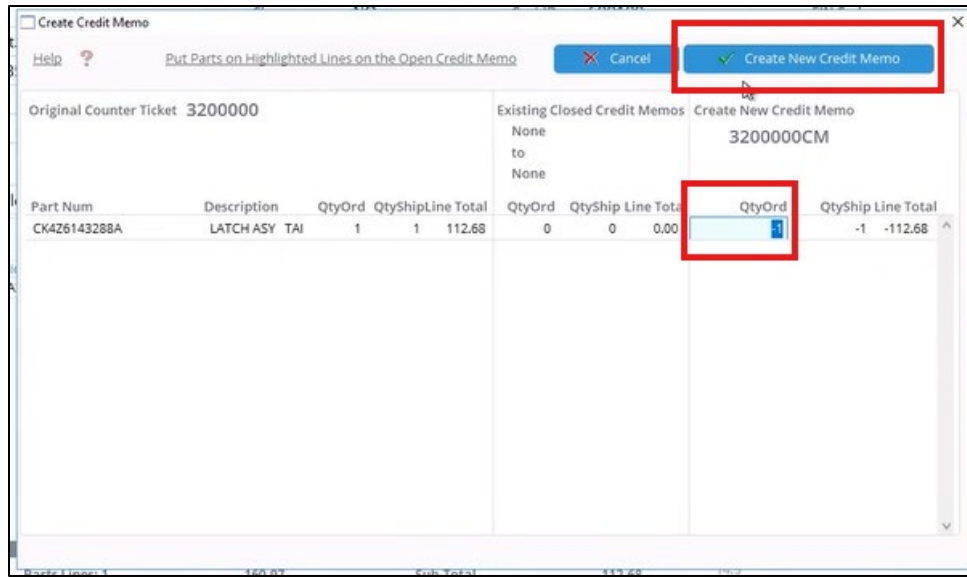 Create Credit Memo
Help ? Put Parts on Highlighted Lines on the Open Credit Memo Cancel Create New Credit Memo
Original Counter Ticket 3200000 Existing Closed Credit Memos Create New Credit Memo
None 3200000CM
to
None
Part Num Description QtyOrd QtyShip Line Total QtyOrd QtyShip Line Total QtyOrd QtyShip Line Total
CK4Z6143288A LATCH ASY TAI 1 1 112.68 0 0 0.00 -1 -1 -112.68
Parts Lines: 1 160.97 Sub Total 112.68